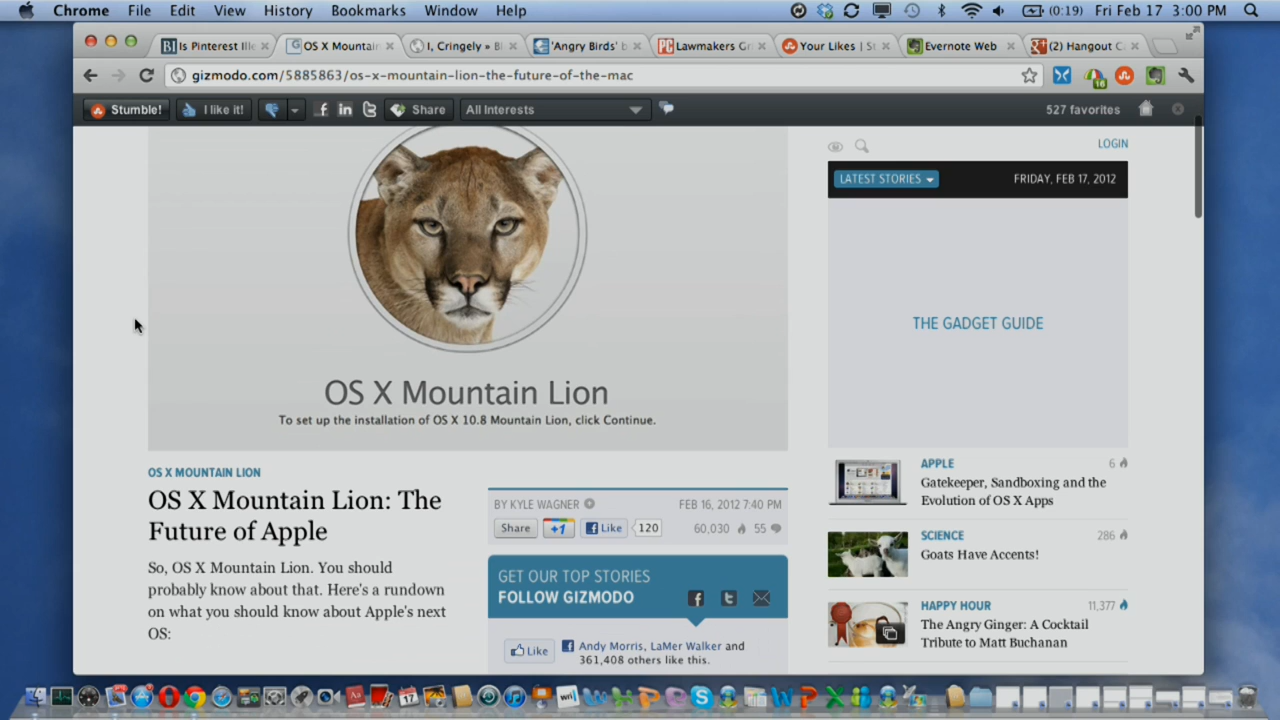 Chrome File Edit View History Bookmarks Window Help (0:19) Fri Feb 17 3:00 PM
Is Pinterest Ille × OS X Mountain × I, Cringely » Bl × 'Angry Birds' b × PC Lawmakers Gr × Your Likes | St × Evernote Web × (2) Hangout ×
gizmodo.com/5885863/os-x-mountain-lion-the-future-of-the-mac
16
Stumble! I like it! Share All Interests 527 favorites
LOGIN
LATEST STORIES FRIDAY, FEB 17, 2012
THE GADGET GUIDE
OS X Mountain Lion
To set up the installation of OS X 10.8 Mountain Lion, click Continue.
OS X MOUNTAIN LION
OS X Mountain Lion: The
Future of Apple
So, OS X Mountain Lion. You should
probably know about that. Here's a rundown
on what you should know about Apple's next
OS:
BY KYLE WAGNER FEB 16, 2012 7:40 PM
Share +1 Like 120 60,030 55
GET OUR TOP STORIES
FOLLOW GIZMODO
Like Andy Morris, LaMer Walker and
361,408 others like this.
APPLE 6
Gatekeeper, Sandboxing and the
Evolution of OS X Apps
SCIENCE 286
Goats Have Accents!
HAPPY HOUR 11,377
The Angry Ginger: A Cocktail
Tribute to Matt Buchanan
17